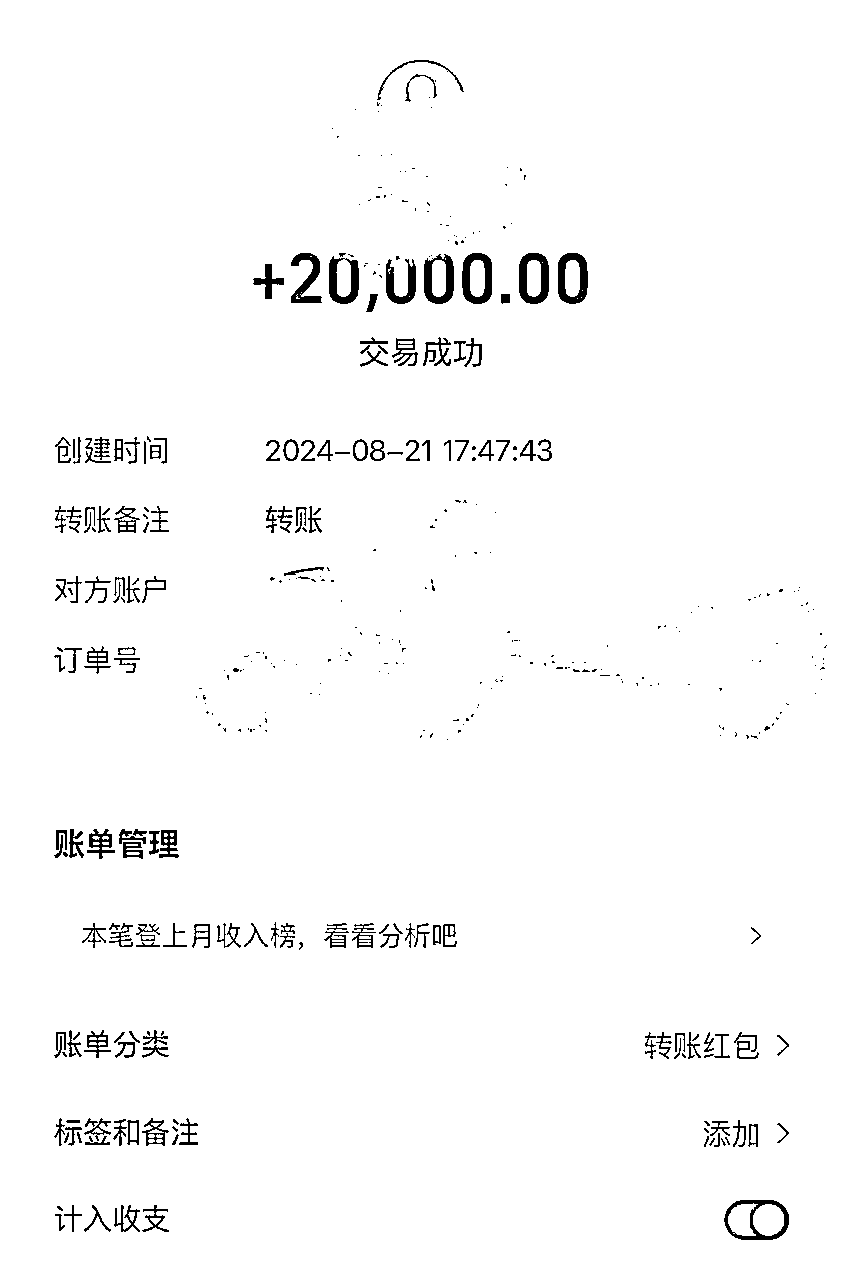 +20,000.00
交易成功
创建时间 2024-08-21 17:47:43
转账备注 转账
对方账户
订单号
账单管理
本笔登上月收入榜，看看分析吧
账单分类 转账红包
标签和备注 添加
计入收支